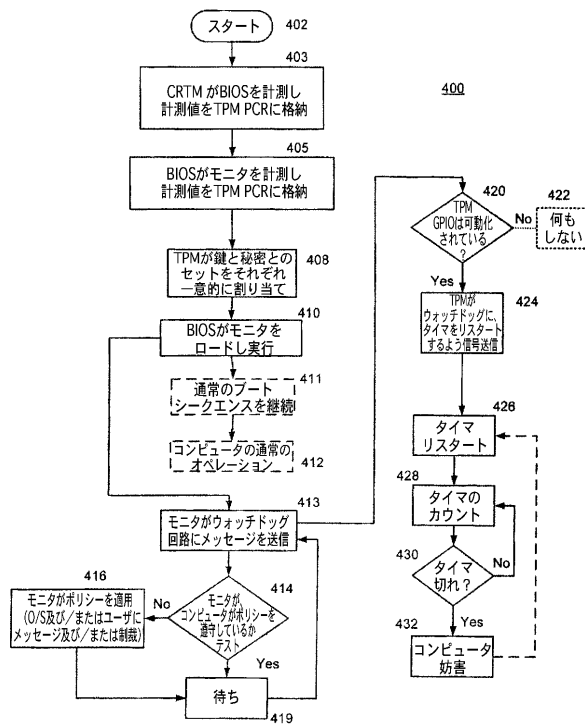 スタート
402
403
CRTM がBIOSを計測し
計測値をTPM PCRに格納
405
BIOSがモニタを計測し
計測値をTPM PCRに格納
TPMが鍵と秘密との
セットをそれぞれ
一意的に割り当て
408
410
BIOSがモニタを
ロードし実行
411
通常のブート
シークエンスを継続
コンピュータの通常の
オペレーション
412
413
モニタがウォッチドッグ
回路にメッセージを送信
414
モニタが、
コンピュータがポリシーを
遵守しているか
テスト
No
Yes
416
モニタがポリシーを適用
(O/S及び/またはユーザに
メッセージ及び/または制裁)
待ち
419
400
420
TPM
GPIOは可動化
されている
?
No
Yes
422
何も
しない
424
TPMが
ウォッチドッグに、
タイマをリスタート
するよう信号送信
426
タイマ
リスタート
428
タイマの
カウント
430
タイマ
切れ?
No
Yes
432
コンピュータ
妨害